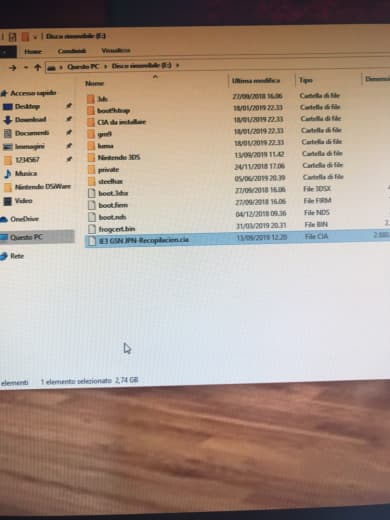 Disco rimovibile (E:)
Home Condividi Visualizza
Questo PC > Disco rimovibile (E:) >
Nome Ultima modifica Tipo
Accesso rapido
Desktop
Download
Documenti
Immagini
1234567
Musica
Nintendo DSiWare
Video
OneDrive
Questo PC
Rete
3ds 27/09/2018 16.06 Cartella di file
boot9strap 18/01/2019 22.33 Cartella di file
CIA da installare 18/01/2019 22.33 Cartella di file
gm9 18/01/2019 22.33 Cartella di file
luma 18/01/2019 22.33 Cartella di file
Nintendo 3DS 13/09/2019 11.42 Cartella di file
private 24/11/2018 17.06 Cartella di file
steelhax 05/06/2019 20.39 Cartella di file
boot.3dsx 27/09/2018 16.06 File 3DSX
boot.firm 27/09/2018 16.06 File FIRM
boot.nds 04/12/2018 09.36 File NDS
frogcert.bin 31/03/2019 20.31 File BIN
IE3 GSN JPN-Recopilacion.cia 13/09/2019 12.20 File CIA
elementi 1 elemento selezionato 2,74 GB